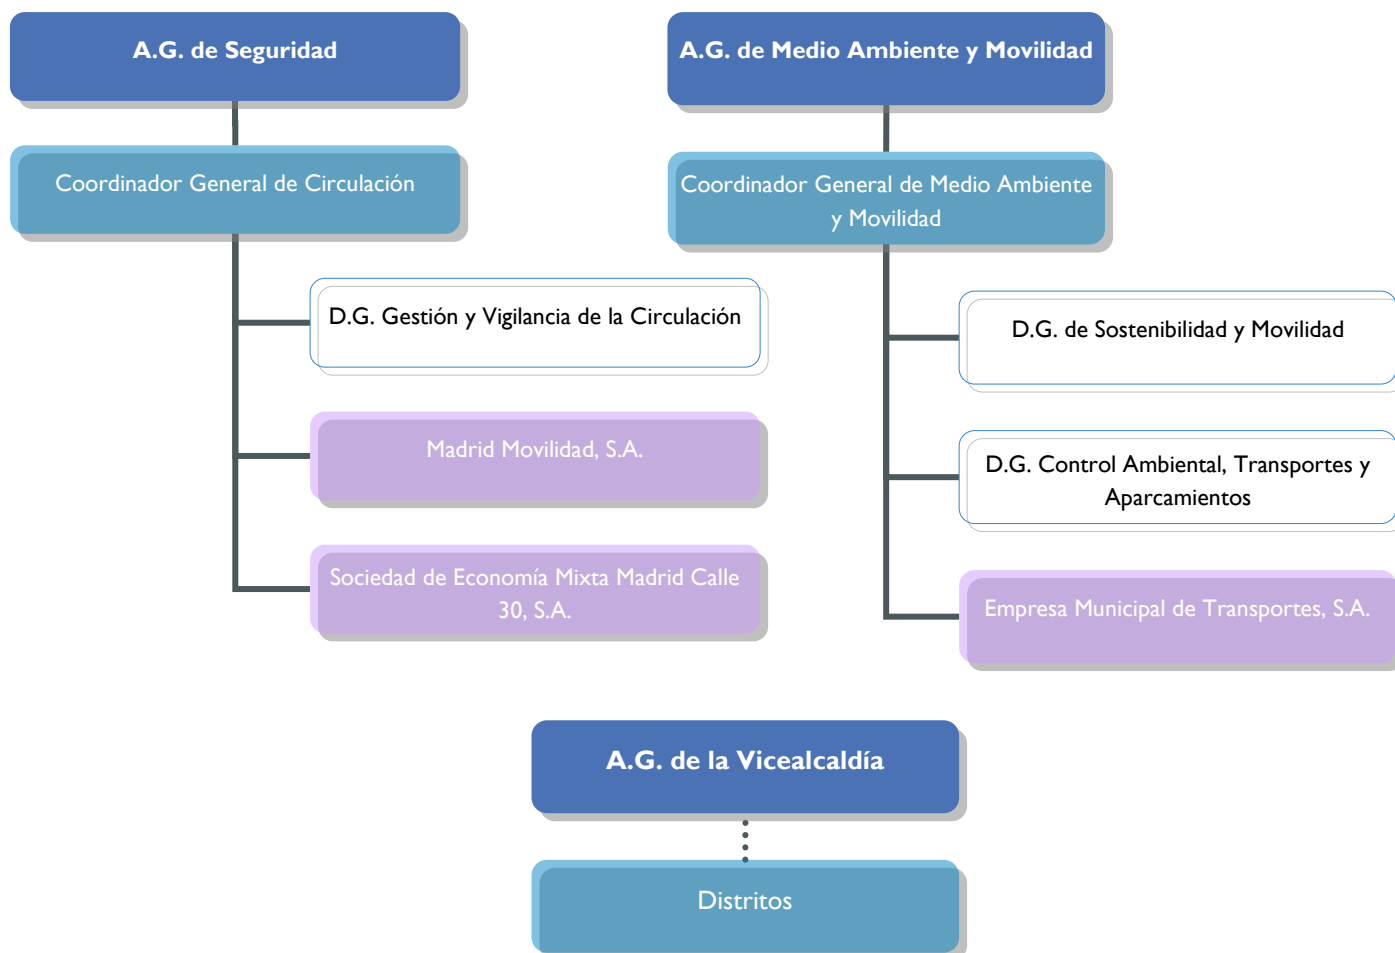 A.G. de Seguridad
Coordinador General de Circulación
D.G. Gestión y Vigilancia de la Circulación
Madrid Movilidad, S.A.
Sociedad de Economía Mixta Madrid Calle
30, S.A.
A.G. de Medio Ambiente y Movilidad
Coordinador General de Medio Ambiente
y Movilidad
D.G. de Sostenibilidad y Movilidad
D.G. Control Ambiental, Transportes y
Aparcamientos
Empresa Municipal de Transportes, S.A.
A.G. de la Vicealcaldía
Distritos